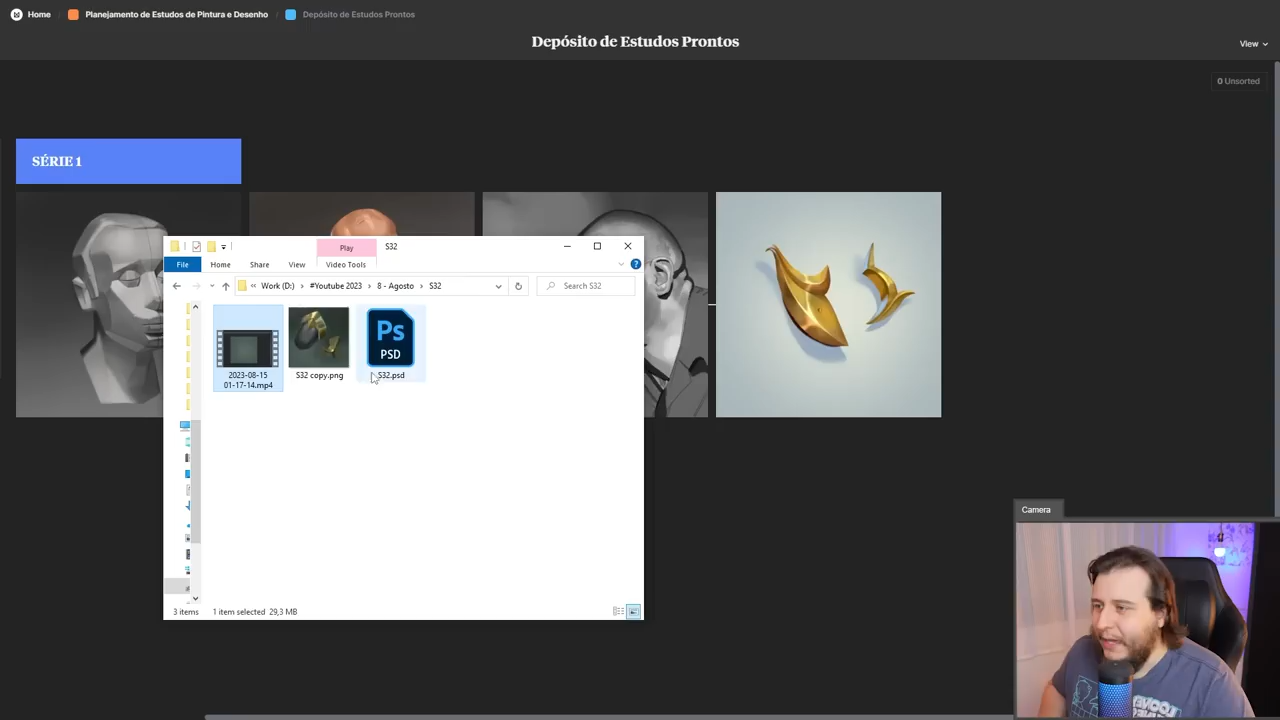 Home / Planejamento de Estudos de Pintura e Desenho / Depósito de Estudos Prontos
Depósito de Estudos Prontos
View
0 Unsorted
SÉRIE 1
Play
S32
File
Home
Share
View
Video Tools
Work (D:)
#Youtube 2023
8 - Agosto
S32
Search S32
Ps
PSD
2023-08-15
01-17-14.mp4
S32 copy.png
S32.psd
3 items
1 item selected 29,3 MB
Camera